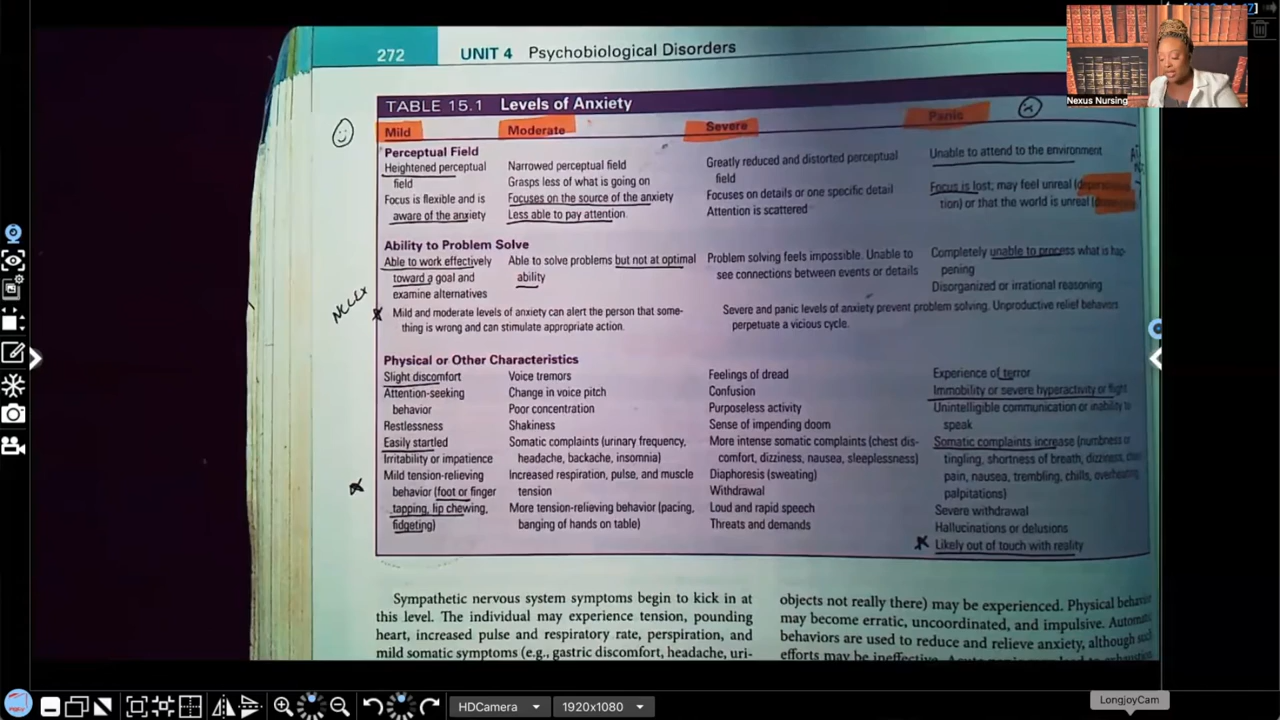 272
UNIT 4 Psychobiological Disorders
Nexus Nursing
TABLE 15.1 Levels of Anxiety
Mild
Moderate
Severe
Panic
Perceptual Field
Heightened perceptual
field
Focus is flexible and is
aware of the anxiety
Narrowed perceptual field
Grasps less of what is going on
Focuses on the source of the anxiety
Less able to pay attention
Greatly reduced and distorted perceptual
field
Focuses on details or one specific detail
Attention is scattered
Unable to attend to the environment
Focus is lost; may feel unreal
tion) or that the world is unreal
Ability to Problem Solve
Able to work effectively
toward a goal and
examine alternatives
Able to solve problems but not at optimal
ability
Problem solving feels impossible. Unable to
see connections between events or details
Completely unable to process what is hap-
pening
Disorganized or irrational reasoning
NCLEX
Mild and moderate levels of anxiety can alert the person that some-
thing is wrong and can stimulate appropriate action.
Severe and panic levels of anxiety prevent problem solving. Unproductive relief behaviors
perpetuate a vicious cycle.
Physical or Other Characteristics
Slight discomfort
Attention-seeking
behavior
Restlessness
Easily startled
Irritability or impatience
Mild tension-relieving
behavior (foot or finger
tapping, lip chewing,
fidgeting)
Voice tremors
Change in voice pitch
Poor concentration
Shakiness
Somatic complaints (urinary frequency,
headache, backache, insomnia)
Increased respiration, pulse, and muscle
tension
More tension-relieving behavior (pacing,
banging of hands on table)
Feelings of dread
Confusion
Purposeless activity
Sense of impending doom
More intense somatic complaints (chest dis-
comfort, dizziness, nausea, sleeplessness)
Diaphoresis (sweating)
Withdrawal
Loud and rapid speech
Threats and demands
Experience of terror
Immobility or severe hyperactivity or flight
Unintelligible communication or inability to
speak
Somatic complaints increase (numbness or
tingling, shortness of breath, dizziness, chest
pain, nausea, trembling, chills, overheating,
palpitations)
Severe withdrawal
Hallucinations or delusions
Likely out of touch with reality
Sympathetic nervous system symptoms begin to kick in at
this level. The individual may experience tension, pounding
heart, increased pulse and respiratory rate, perspiration, and
mild somatic symptoms (e.g., gastric discomfort, headache, uri-
objects not really there) may be experienced. Physical behavior
may become erratic, uncoordinated, and impulsive. Automatic
behaviors are used to reduce and relieve anxiety, although such
efforts may be ineffective.
HDCamera
1920x1080
LongjoyCam